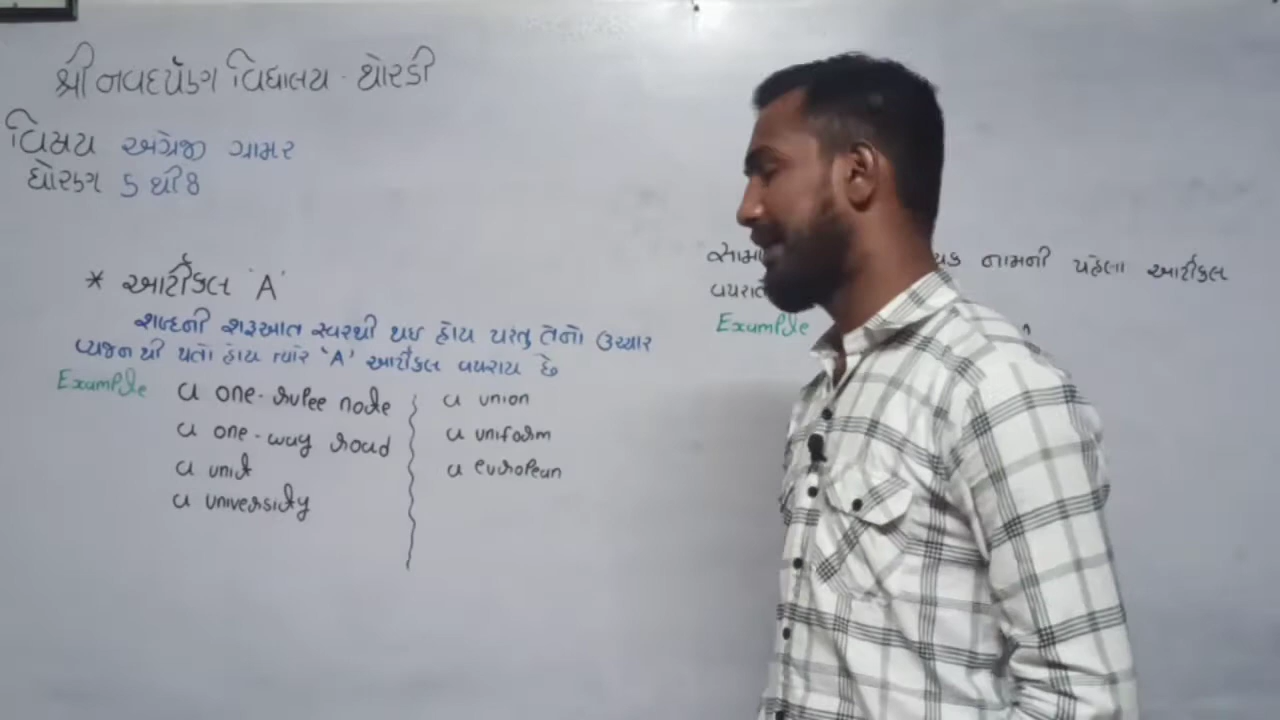 શ્રી નવદર્પણ વિદ્યાલય - થોરડી
વિષય અંગ્રેજી ગ્રામર
ધોરણ 5 થી 8
* આર્ટીકલ 'A'
શબ્દની શરૂઆત સ્વરથી થઇ હોય પરંતુ તેનો ઉચ્ચાર
વ્યંજન થી થતો હોય ત્યારે 'A' આર્ટીકલ વપરાય છે
Example
a one-rupee note
a one-way road
a unit
a university
a union
a uniform
a european
નામની પહેલા આર્ટીકલ
Example